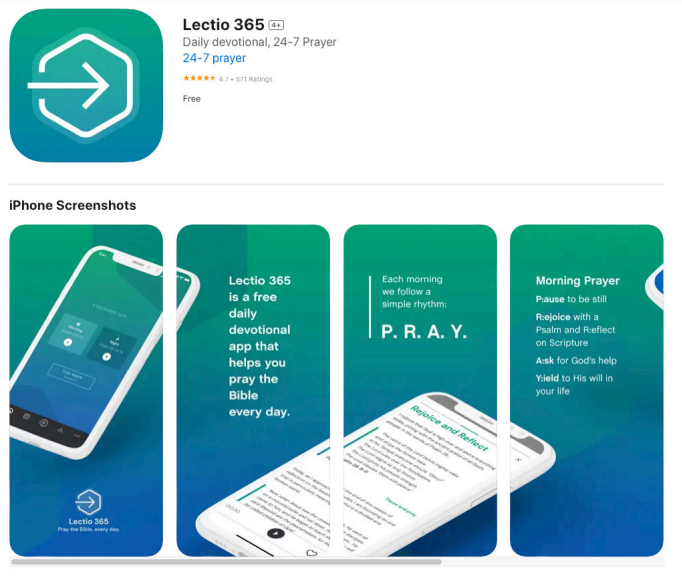 Lectio 365 4+
Daily devotional, 24-7 Prayer
24-7 prayer
4.7 • 571 Ratings
Free
iPhone Screenshots
Lectio 365
Pray the Bible, every day.
Lectio 365
is a free
daily
devotional
app that
helps you
pray the
Bible
every day.
Each morning
we follow a
simple rhythm:
P. R. A. Y.
Rejoice and Reflect
Pause and pray
Morning Prayer
P:ause to be still
R:ejoice with a
Psalm and R:eflect
on Scripture
A:sk for God's help
Y:ield to His will in
your life